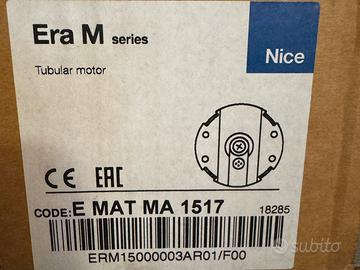 Era M series
Nice
Tubular motor
CE EAC
CODE: E MAT MA 1517
18285
ERM15000003AR01/F00
subito